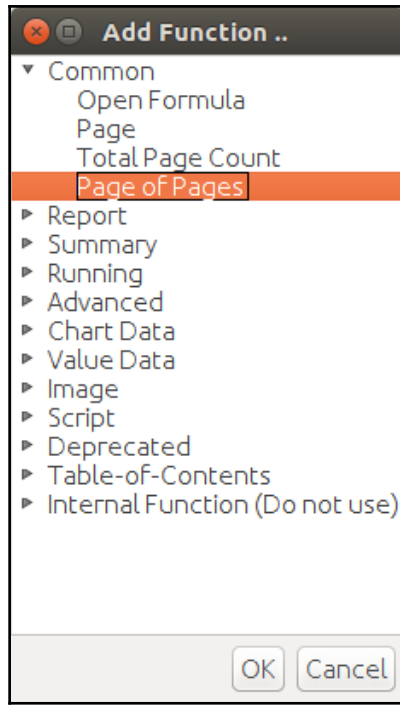 Add Function ..
Common
Open Formula
Page
Total Page Count
Page of Pages
Report
Summary
Running
Advanced
Chart Data
Value Data
Image
Script
Deprecated
Table-of-Contents
Internal Function (Do not use)
OK Cancel